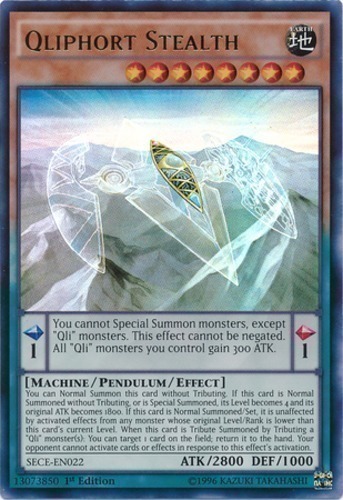 QLIPHORT STEALTH
EARTH
地
You cannot Special Summon monsters, except
"Qli" monsters. This effect cannot be negated.
All "Qli" monsters you control gain 300 ATK.
1
1
[MACHINE/PENDULUM/EFFECT]
You can Normal Summon this card without Tributing. If this card is Normal
Summoned without Tributing, or is Special Summoned, its Level becomes 4 and its
original ATK becomes 1800. If this card is Normal Summoned/Set, it is unaffected
by activated effects from any monster whose original Level/Rank is lower than
this card's current Level. When this card is Tribute Summoned by Tributing a
"Qli" monster(s): You can target 1 card on the field; return it to the hand. Your
opponent cannot activate cards or effects in response to this effect's activation.
SECE-EN022
ATK/2800 DEF/1000
13073850 1st Edition ©1996 KAZUKI TAKAHASHI